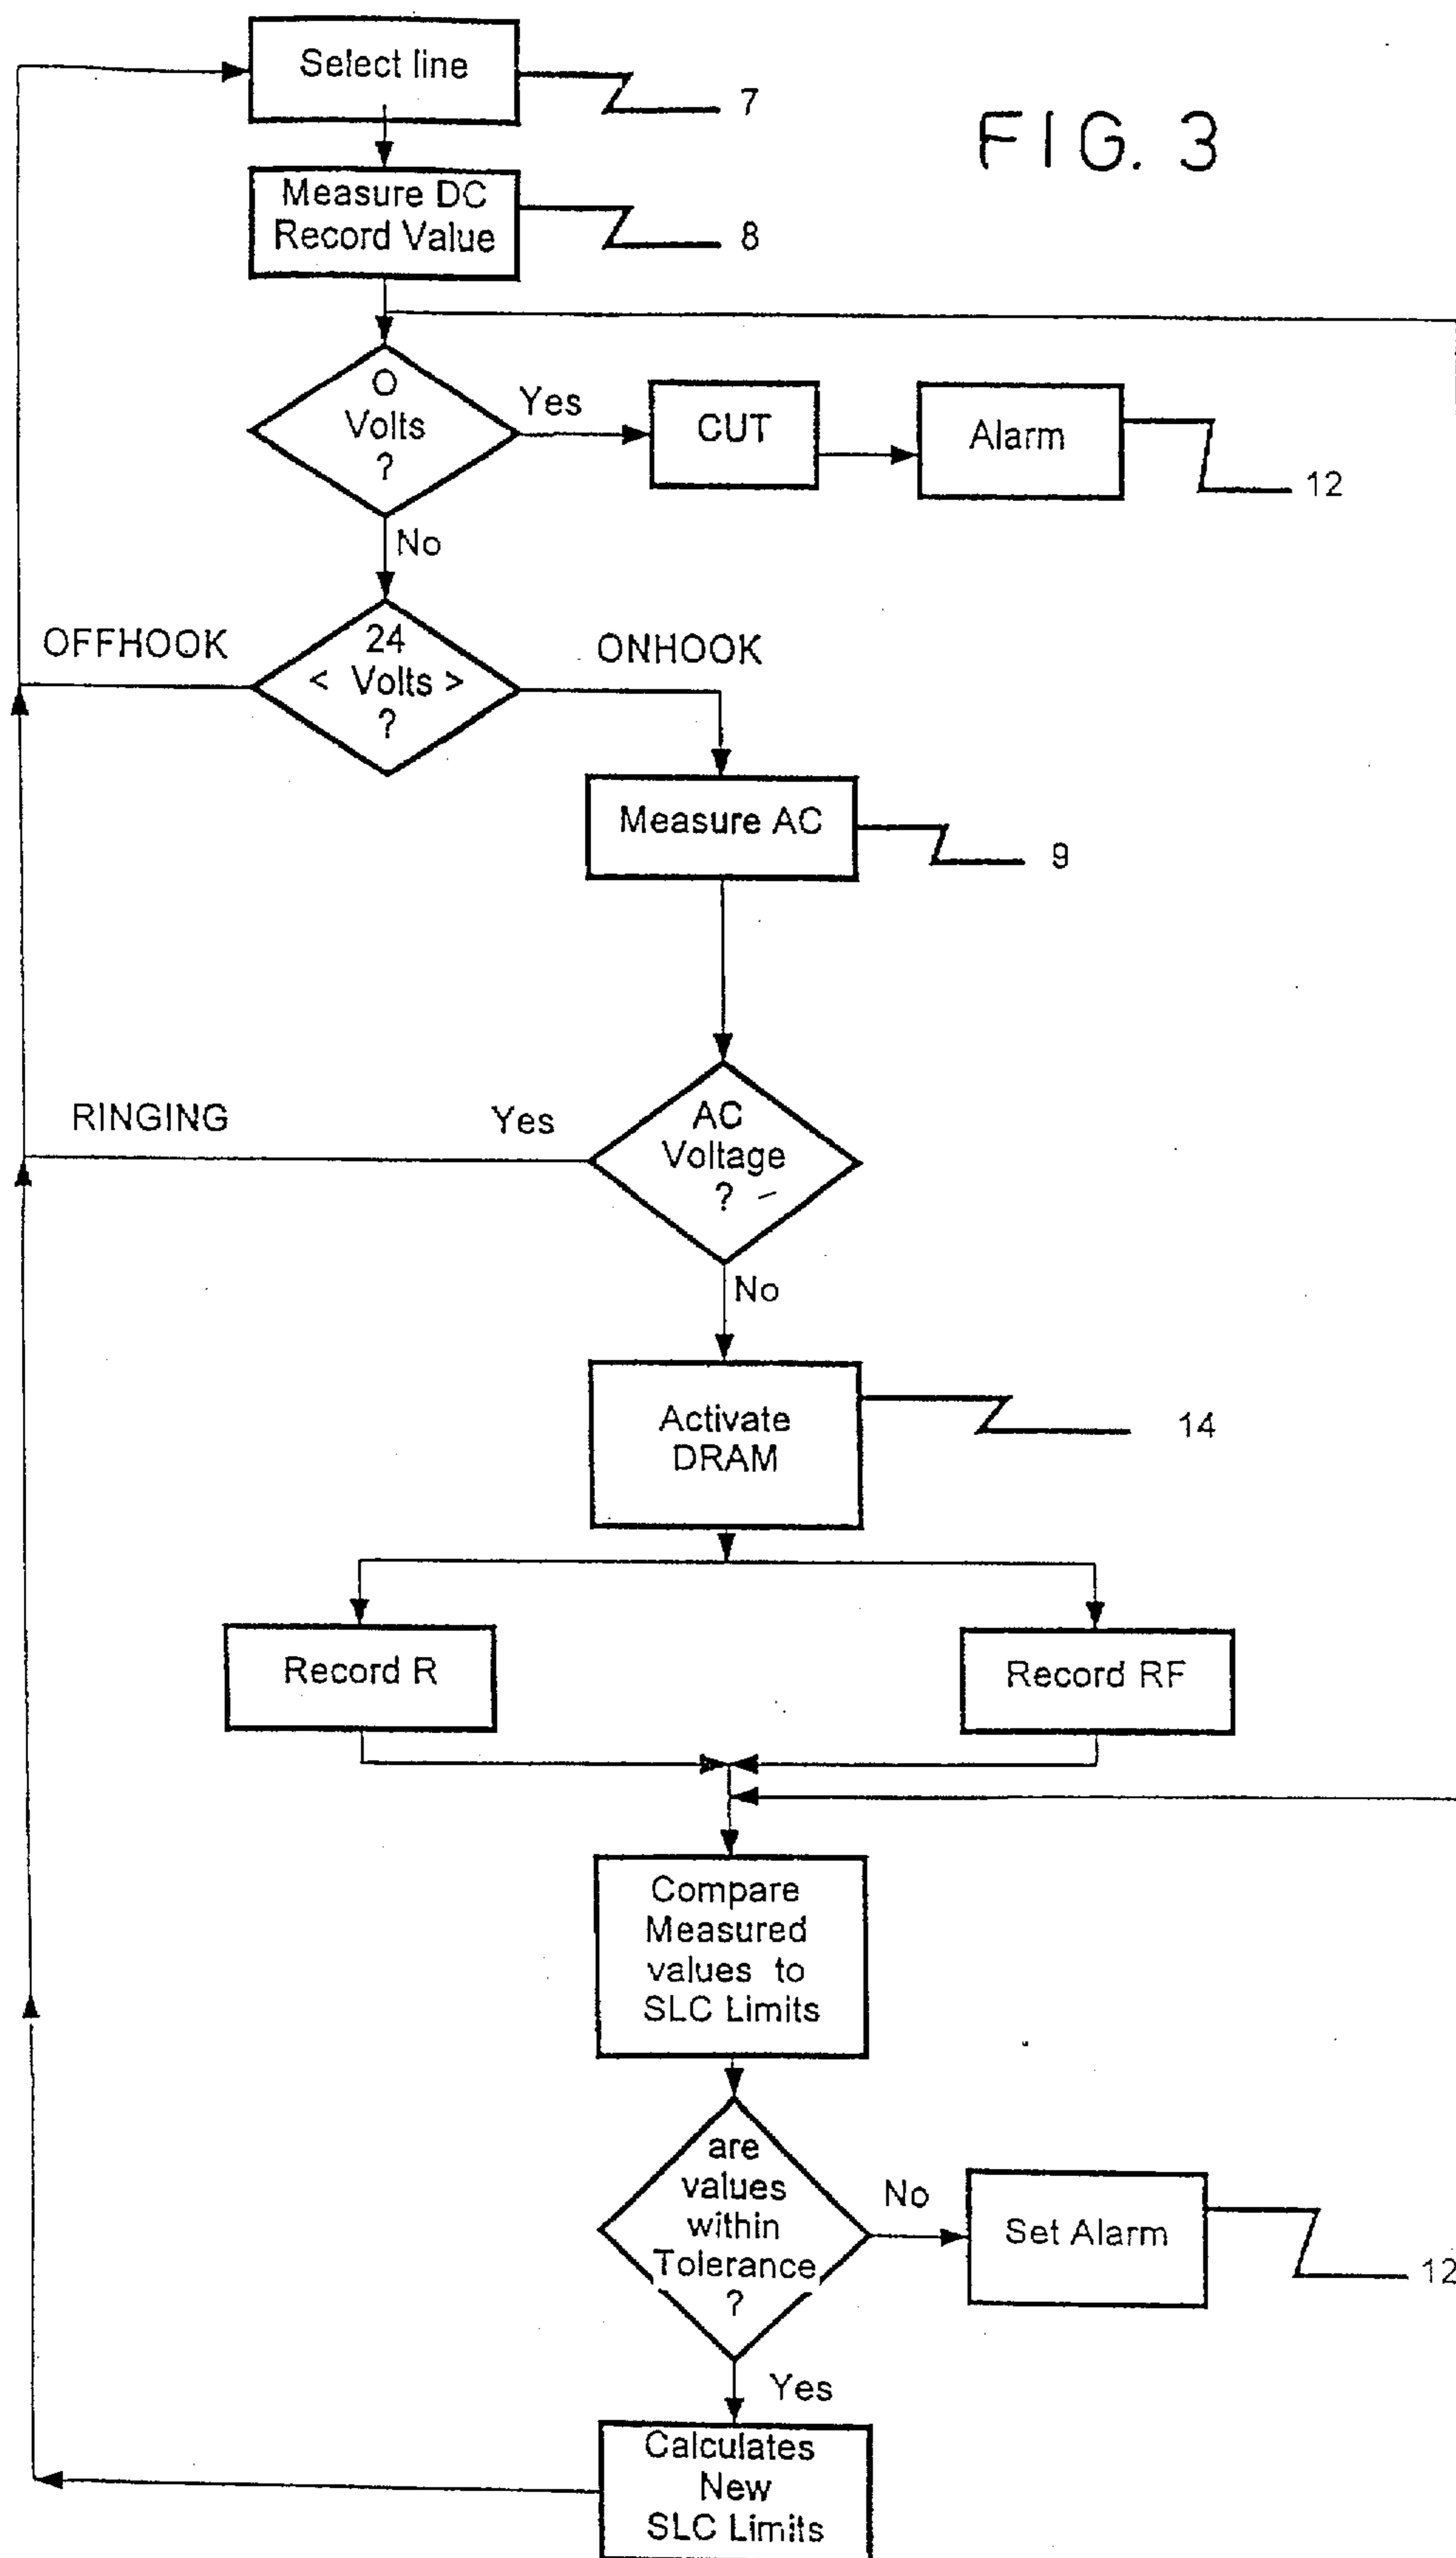 Select line
7
FIG. 3
Measure DC
Record Value
8
O
Volts
?
Yes
CUT
Alarm
12
No
OFFHOOK
24
< Volts >
?
ONHOOK
Measure AC
9
RINGING
Yes
AC
Voltage
?
No
Activate
DRAM
14
Record R
Record RF
Compare
Measured
values to
SLC Limits
are
values
within
Tolerance
?
No
Set Alarm
12
Yes
Calculates
New
SLC Limits